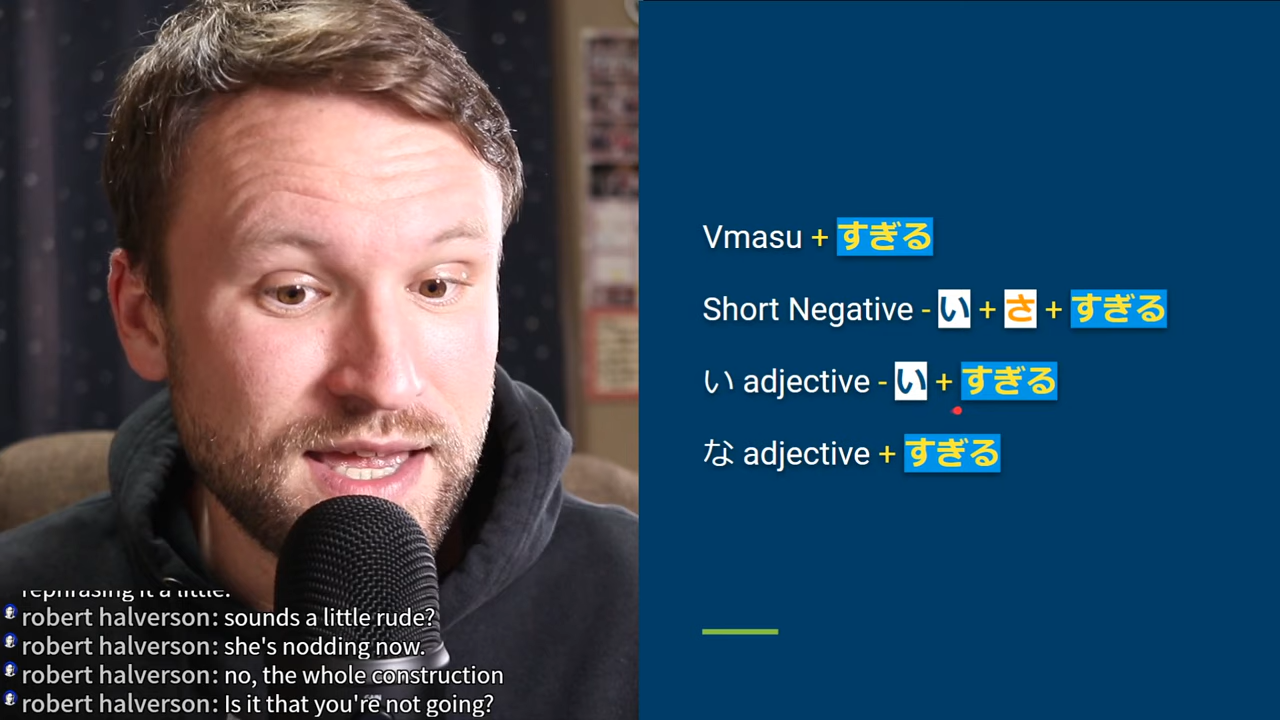 Vmasu + すぎる
Short Negative - い + さ + すぎる
い adjective - い + すぎる
な adjective + すぎる
rephrasing it a little.
robert halverson: sounds a little rude?
robert halverson: she's nodding now.
robert halverson: no, the whole construction
robert halverson: Is it that you're not going?